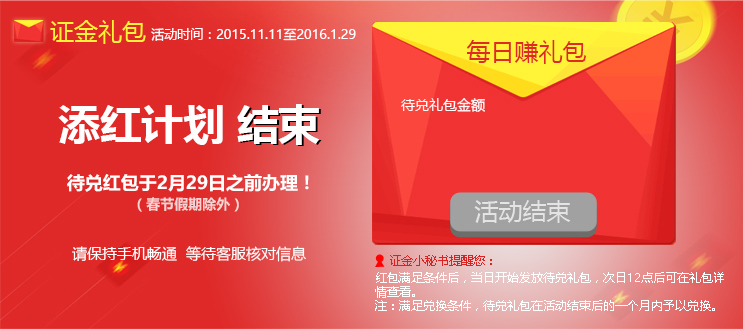 证金礼包 活动时间：2015.11.11至2016.1.29
添红计划 结束
待兑红包于2月29日之前办理！
（春节假期除外）
请保持手机畅通 等待客服核对信息
每日赚礼包
待兑礼包金额
活动结束
证金小秘书提醒您：
红包满足条件后，当日开始发放待兑礼包，次日12点后可在礼包详
情查看。
注：满足兑换条件，待兑礼包在活动结束后的一个月内予以兑换。